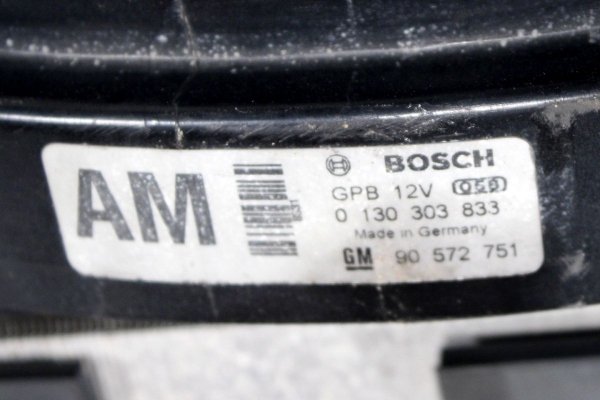 AM
BOSCH
GPB 12V
0 130 303 833
Made in Germany
GM 90 572 751